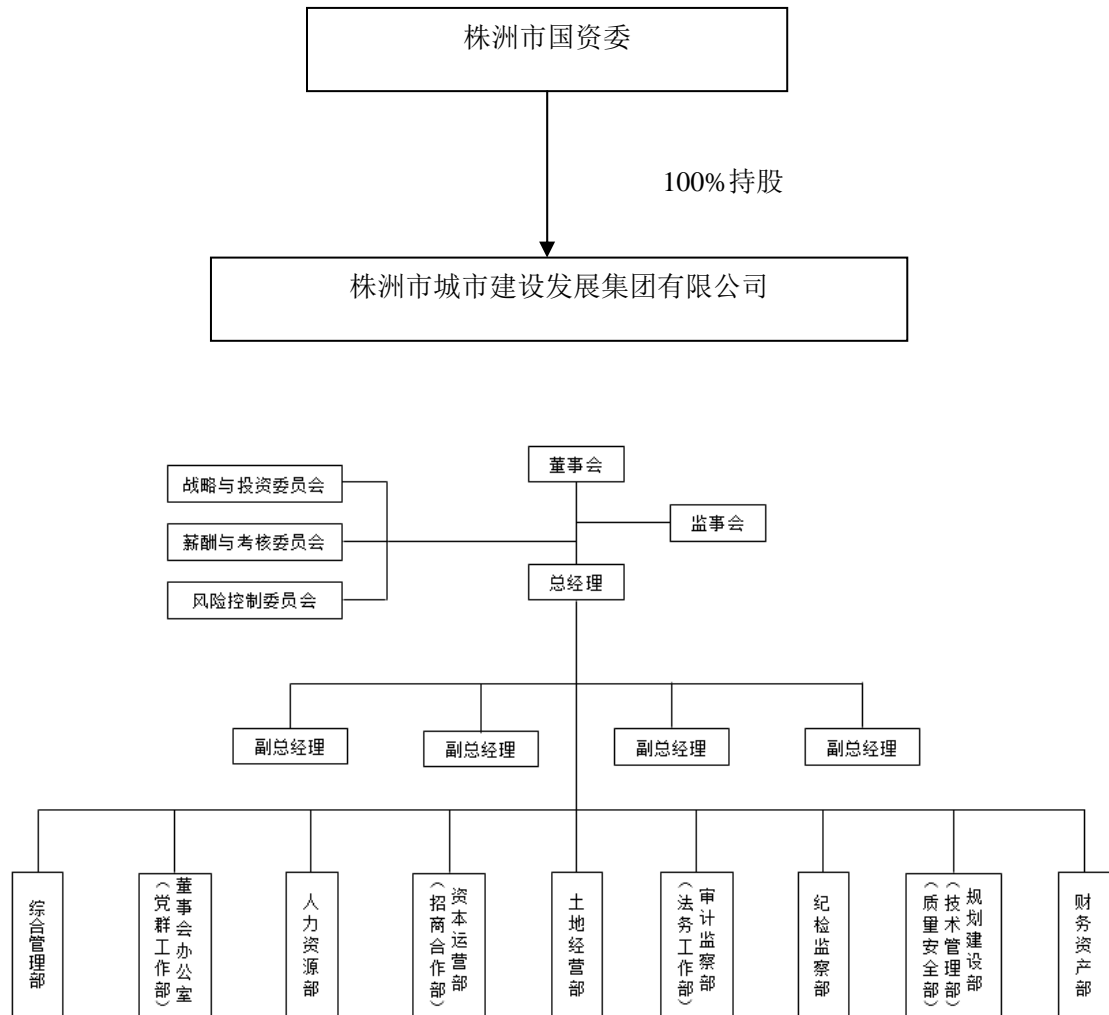 株洲市国资委
100%持股
株洲市城市建设发展集团有限公司
董事会
战略与投资委员会
监事会
薪酬与考核委员会
总经理
风险控制委员会
副总经理
副总经理
副总经理
副总经理
综合管理部
董事会办公室
（党群工作部）
人力资源部
资本运营部
（招商合作部）
土地经营部
审计监察部
（法务工作部）
纪检监察部
规划建设部
（技术管理部）
（质量安全部）
财务资产部